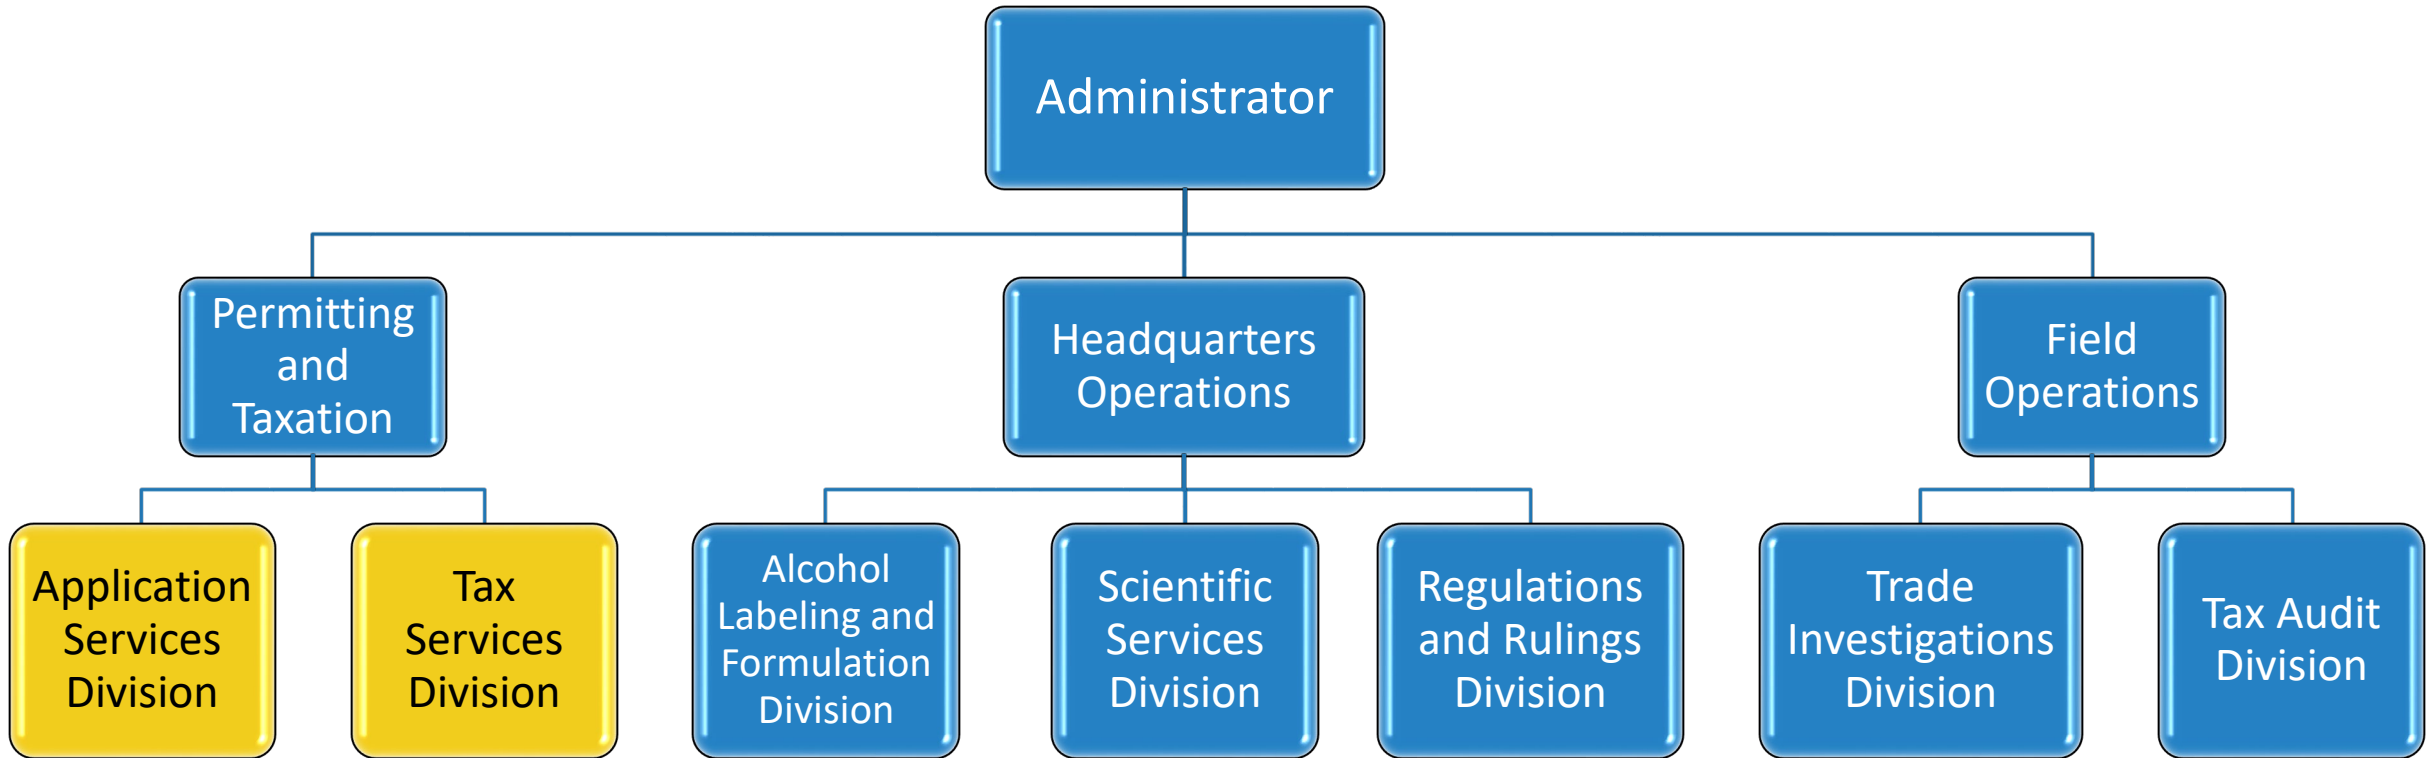 Administrator
Permitting
and
Taxation
Headquarters
Operations
Field
Operations
Application
Services
Division
Tax
Services
Division
Alcohol
Labeling and
Formulation
Division
Scientific
Services
Division
Regulations
and Rulings
Division
Trade
Investigations
Division
Tax Audit
Division